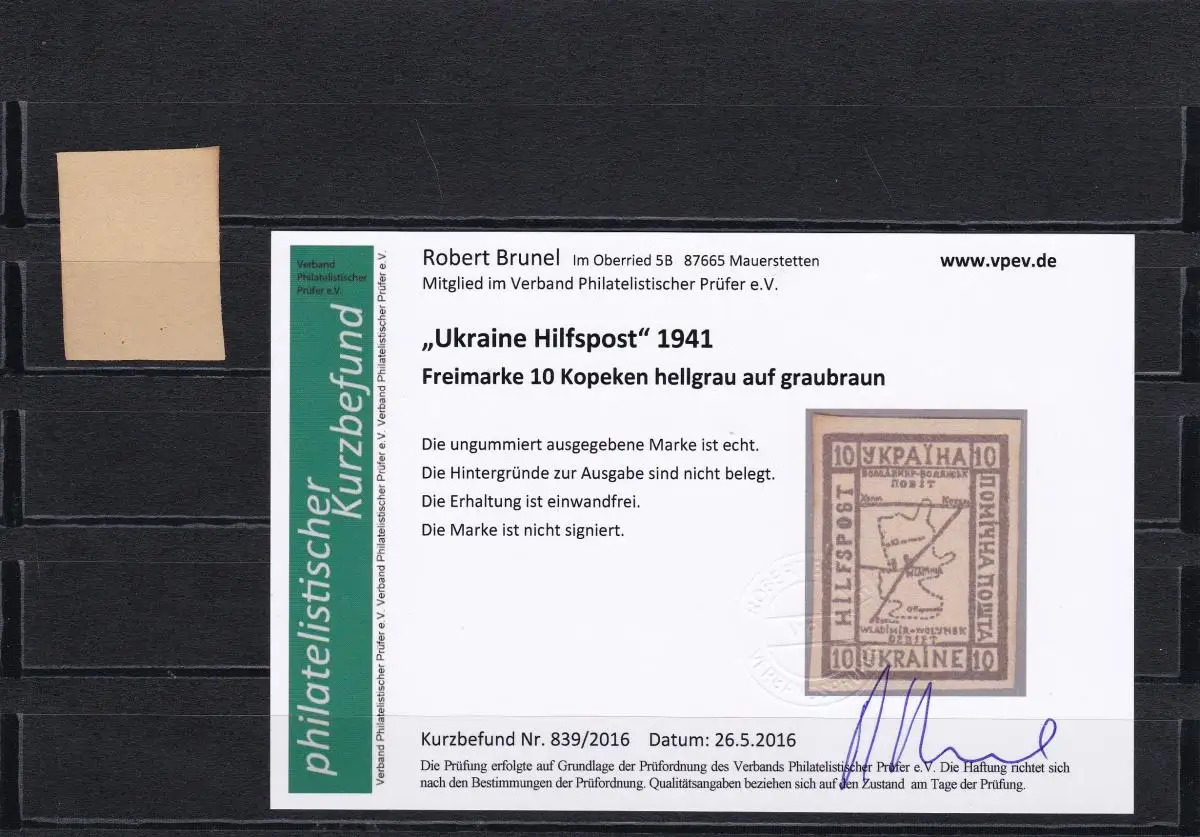 Verband
Philatelistischer
Prüfer e.V.
philatelistischer
Kurzbefund
Verband Philatelistischer Prüfer e.V. Verband Philatelistischer Prüfer e.V. Verband Philatelistischer Prüfer e.V. Verband Philatelistischer Prüfer e.V.
Robert Brunel Im Oberried 5B 87665 Mauerstetten
www.vpev.de
Mitglied im Verband Philatelistischer Prüfer e.V.
„Ukraine Hilfspost“ 1941
Freimarke 10 Kopeken hellgrau auf graubraun
Die ungummiert ausgegebene Marke ist echt.
Die Hintergründe zur Ausgabe sind nicht belegt.
Die Erhaltung ist einwandfrei.
Die Marke ist nicht signiert.
10 УКРАЇНА 10
ПОВІТ
HILFSPOST
ПОМІЧНА ПОШТА
WLADIMIR-WOLYNSK
10 UKRAINE 10
ROBERT
Kurzbefund Nr. 839/2016 Datum: 26.5.2016
Die Prüfung erfolgte auf Grundlage der Prüfordnung des Verbands Philatelistischer Prüfer e.V. Die Haftung richtet sich
nach den Bestimmungen der Prüfordnung. Qualitätsangaben beziehen sich auf den Zustand am Tage der Prüfung.